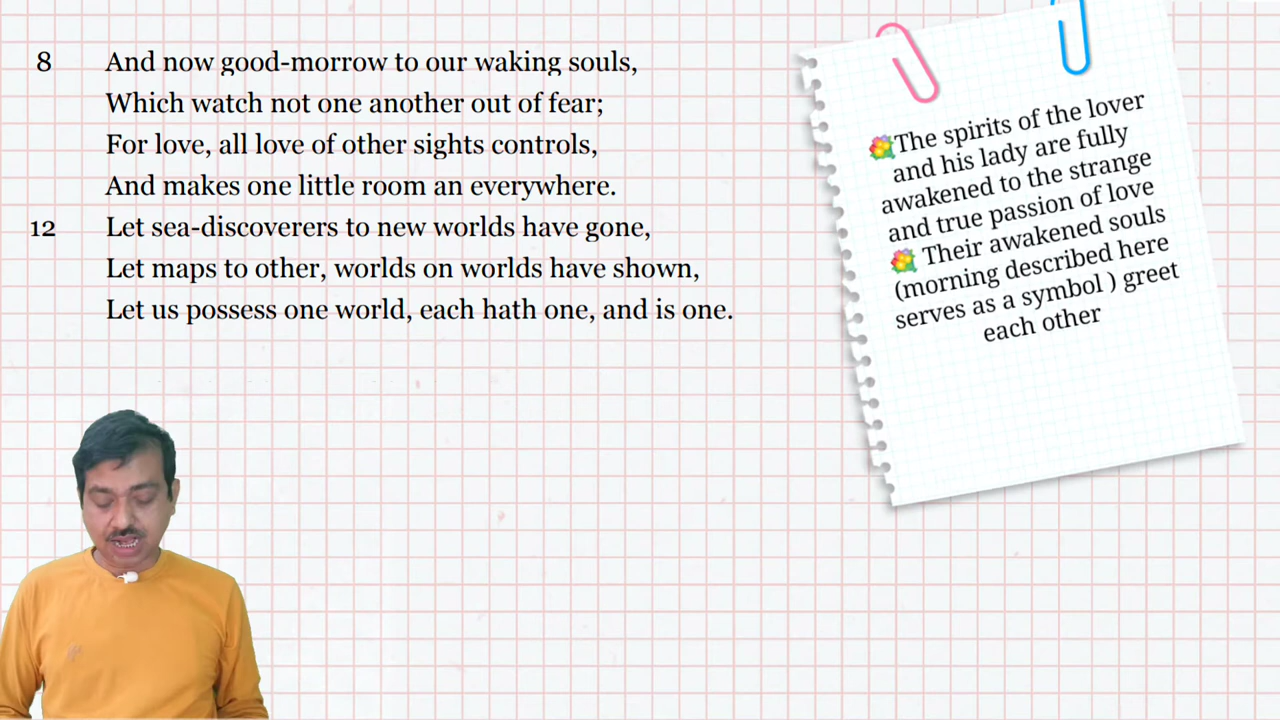 8 And now good-morrow to our waking souls,
Which watch not one another out of fear;
For love, all love of other sights controls,
And makes one little room an everywhere.
12 Let sea-discoverers to new worlds have gone,
Let maps to other, worlds on worlds have shown,
Let us possess one world, each hath one, and is one.
The spirits of the lover
and his lady are fully
awakened to the strange
and true passion of love
Their awakened souls
(morning described here
serves as a symbol ) greet
each other